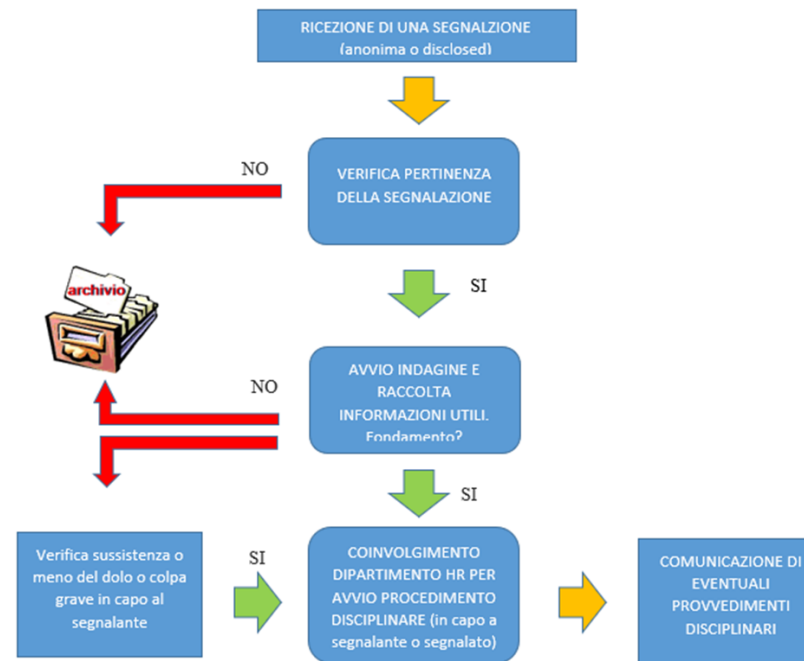 RICEZIONE DI UNA SEGNALZIONE
(anonima o disclosed)
NO
VERIFICA PERTINENZA
DELLA SEGNALAZIONE
archivio
SI
NO
AVVIO INDAGINE E
RACCOLTA
INFORMAZIONI UTILI.
Fondamento?
SI
Verifica sussistenza o
meno del dolo o colpa
grave in capo al
segnalante
SI
COINVOLGIMENTO
DIPARTIMENTO HR PER
AVVIO PROCEDIMENTO
DISCIPLINARE (in capo a
segnalante o segnalato)
COMUNICAZIONE DI
EVENTUALI
PROVVEDIMENTI
DISCIPLINARI